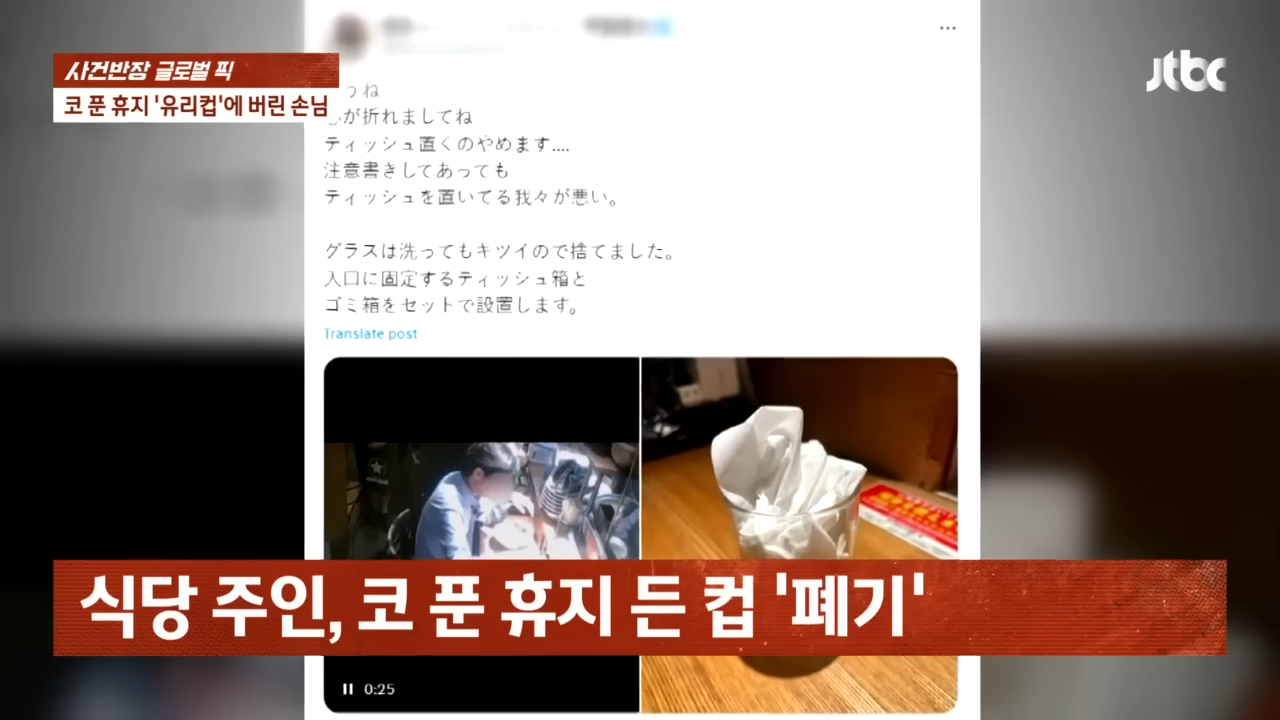 사건반장 글로벌 픽
코 푼 휴지 '유리컵'에 버린 손님
jtbc
うね
が折れましてね
ティッシュ置くのやめます....
注意書きしてあっても
ティッシュを置いてる我々が悪い。
グラスは洗ってもキツイので捨てました。
入口に固定するティッシュ箱と
ゴミ箱をセットで設置します。
Translate post
식당 주인, 코 푼 휴지 든 컵 '폐기'
0:25